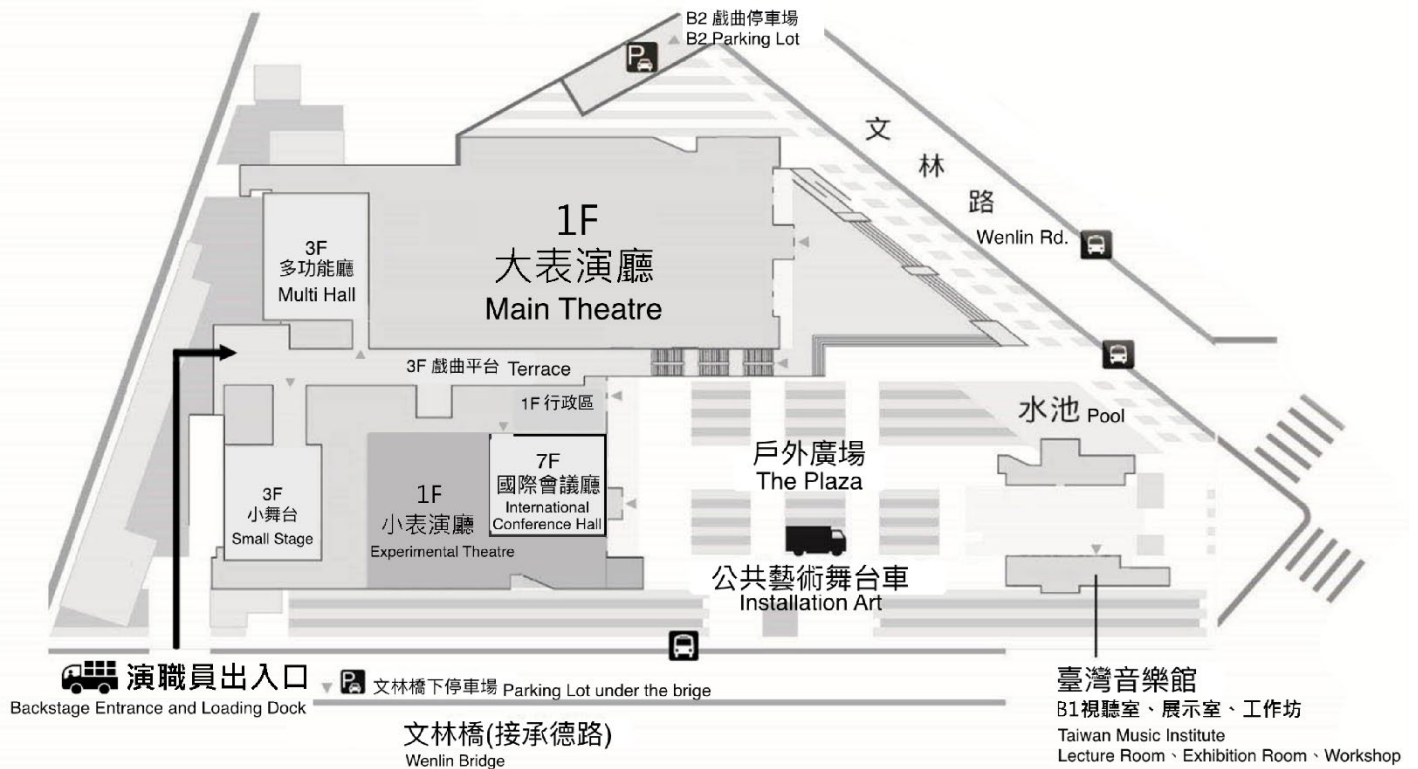 B2 戲曲停車場
B2 Parking Lot
P
文
林
路
Wenlin Rd.
1F
大表演廳
Main Theatre
3F
多功能廳
Multi Hall
3F 戲曲平台 Terrace
1F 行政區
水池 Pool
戶外廣場
The Plaza
7F
國際會議廳
International
Conference Hall
1F
小表演廳
Experimental Theatre
3F
小舞台
Small Stage
公共藝術舞台車
Installation Art
演職員出入口
Backstage Entrance and Loading Dock
P
文林橋下停車場 Parking Lot under the brige
文林橋(接承德路)
Wenlin Bridge
臺灣音樂館
B1視聽室、展示室、工作坊
Taiwan Music Institute
Lecture Room、Exhibition Room、Workshop